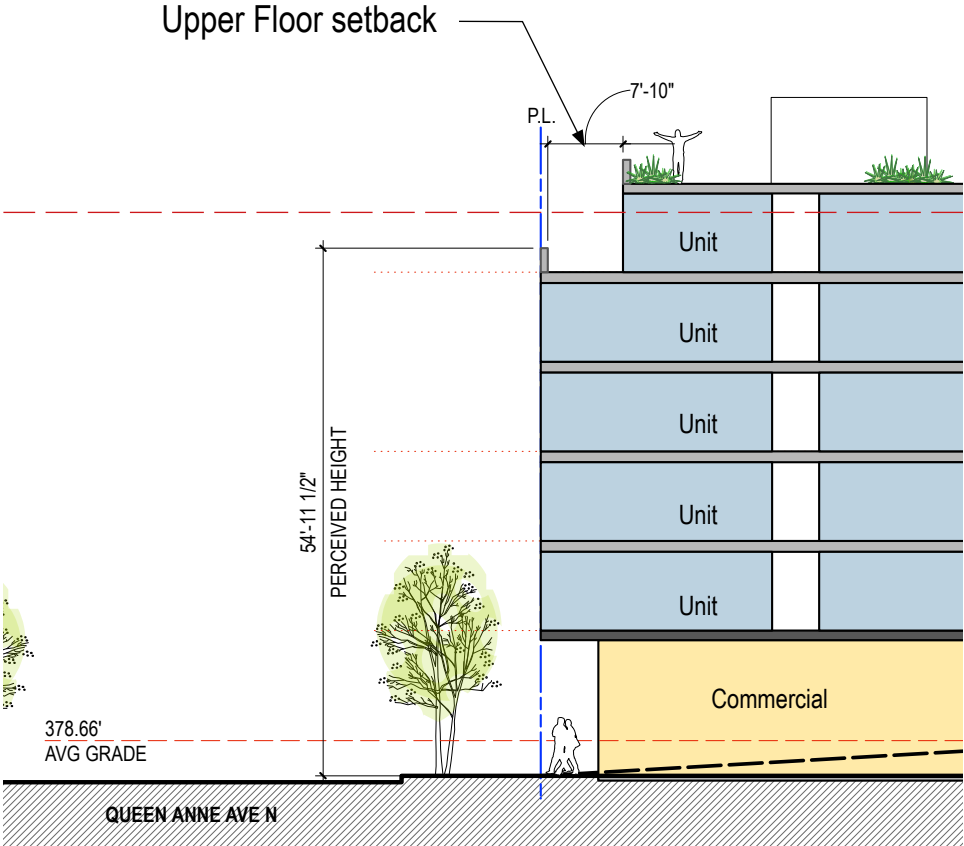 Upper Floor setback
7'-10"
P.L.
Unit
Unit
Unit
Unit
Unit
54'-11 1/2"
PERCEIVED HEIGHT
Commercial
378.66'
AVG GRADE
QUEEN ANNE AVE N